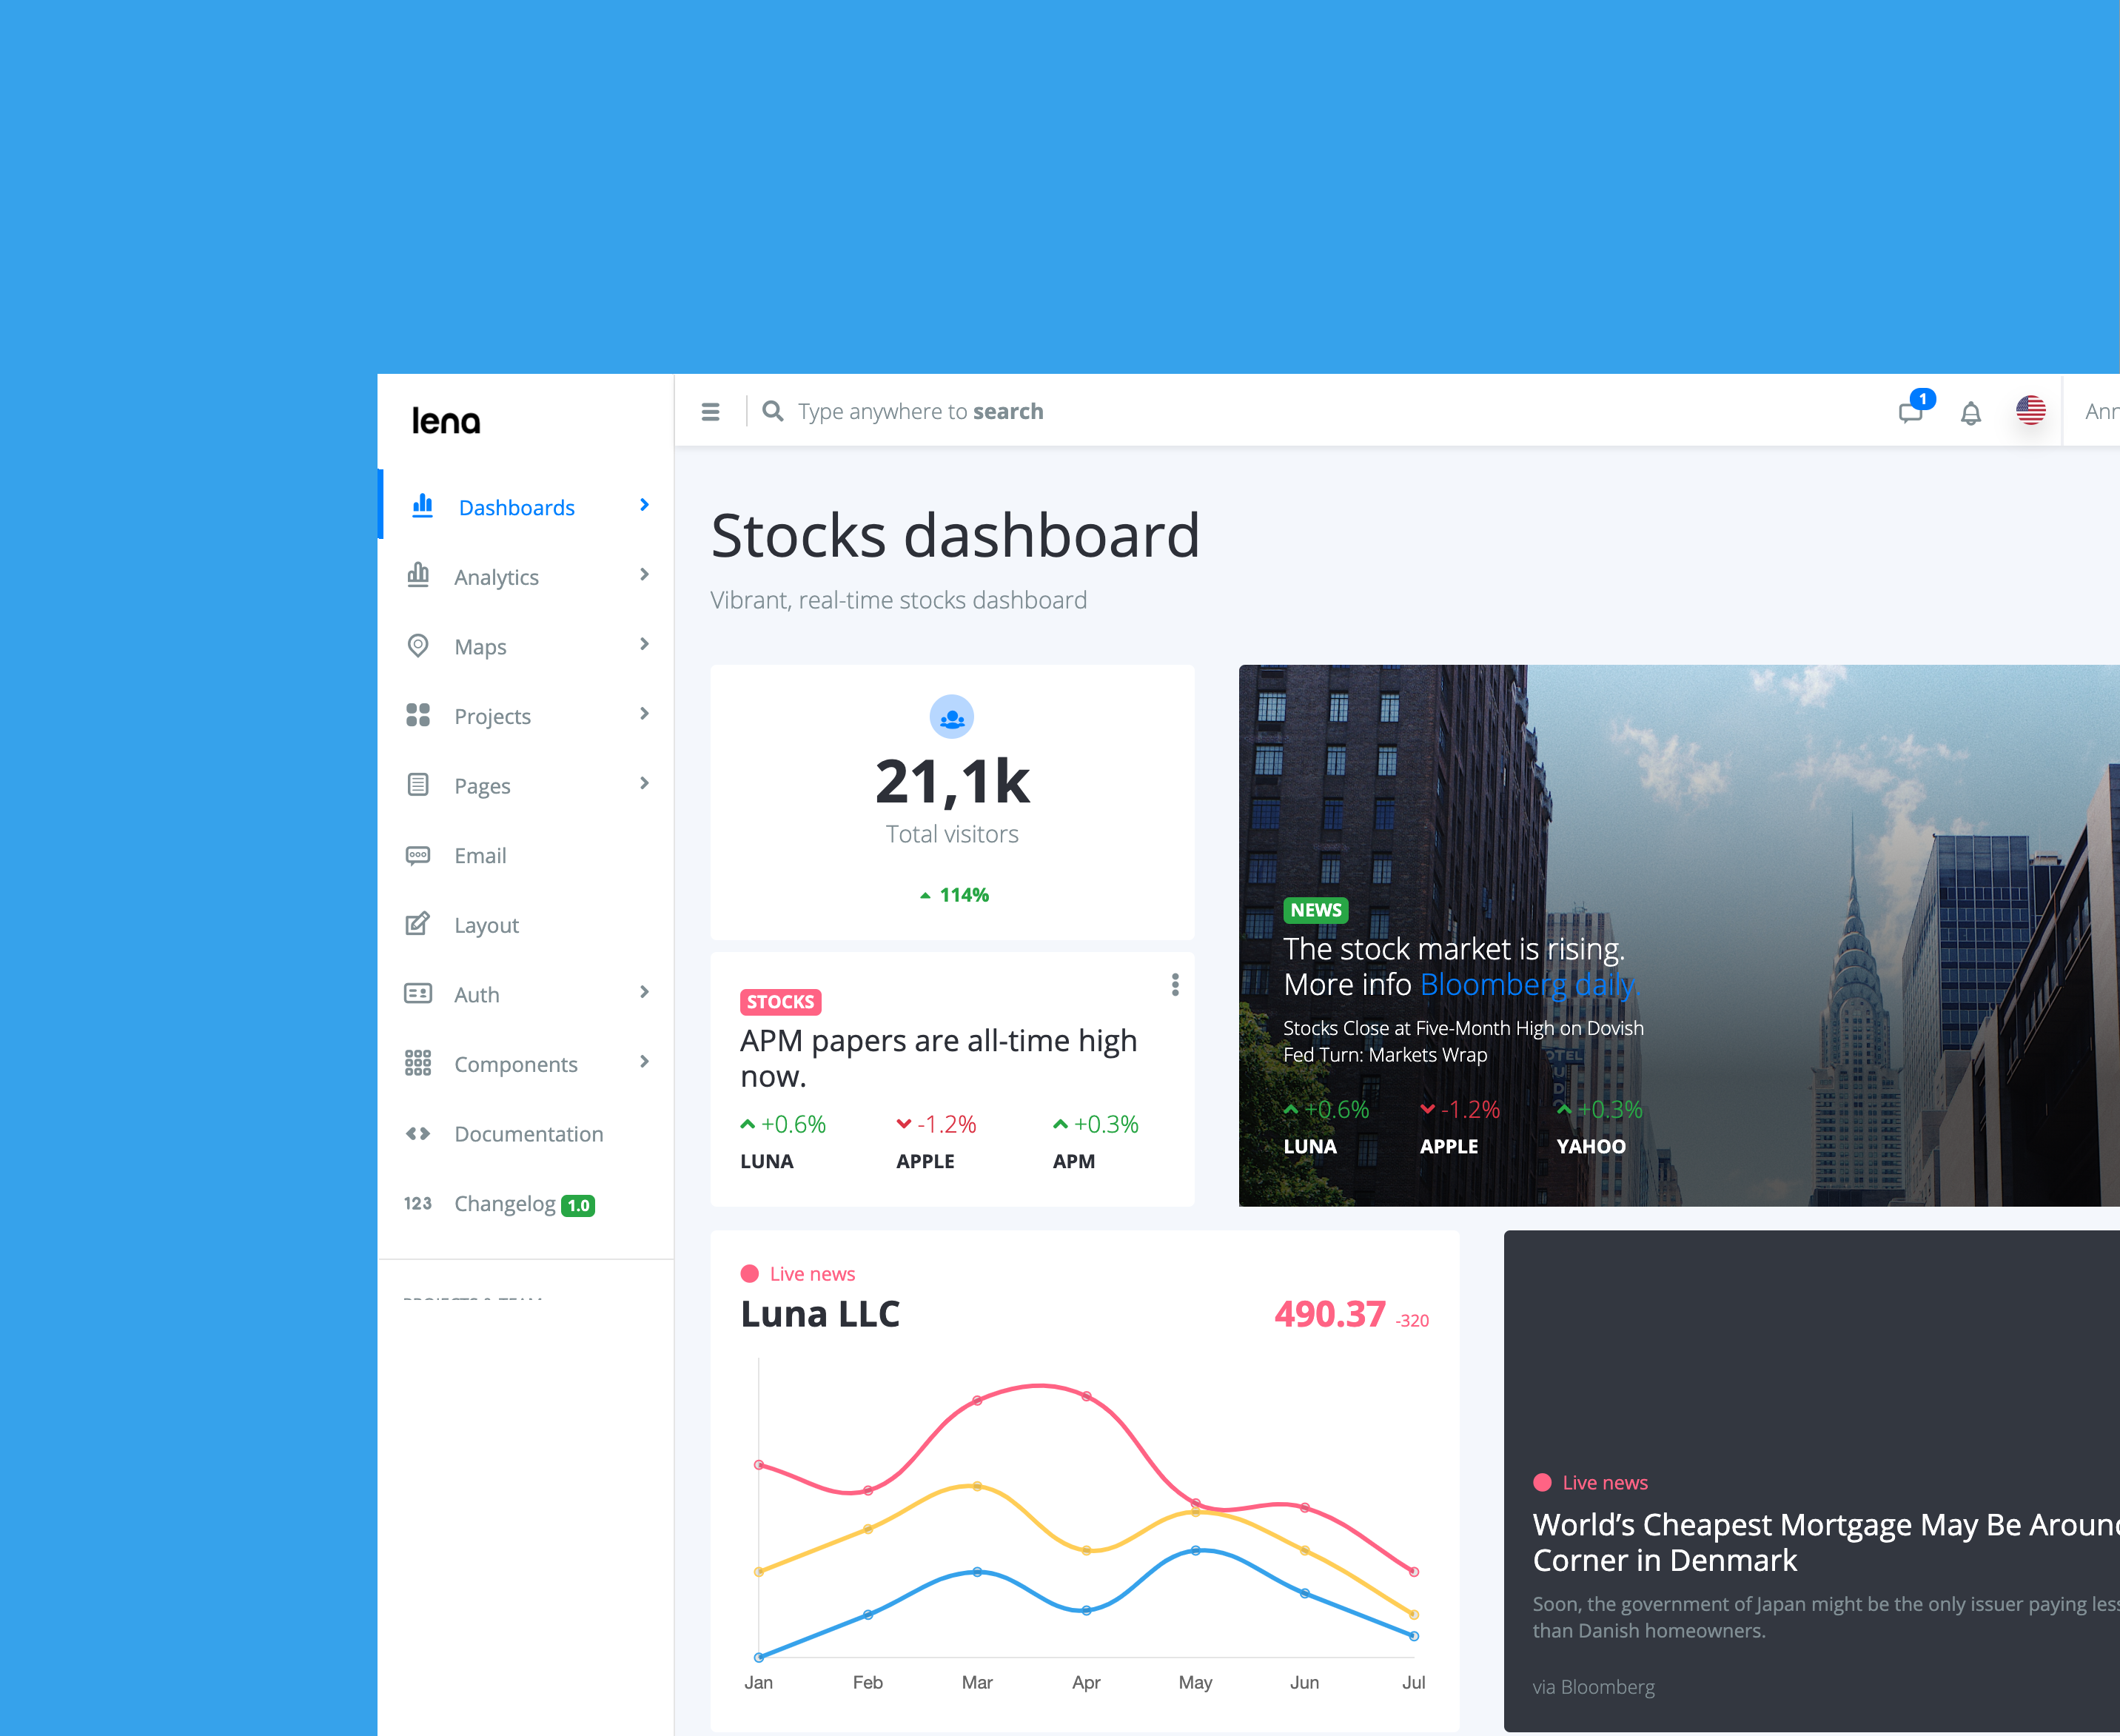 lena
Type anywhere to search
1
Dashboards
Analytics
Maps
Projects
Pages
Email
Layout
Auth
Components
Documentation
123 Changelog 1.0
Stocks dashboard
Vibrant, real-time stocks dashboard
21,1k
Total visitors
114%
STOCKS
APM papers are all-time high
now.
+0.6% -1.2% +0.3%
LUNA APPLE APM
NEWS
The stock market is rising.
More info Bloomberg daily.
Stocks Close at Five-Month High on Dovish
Fed Turn: Markets Wrap
+0.6% -1.2% +0.3%
LUNA APPLE YAHOO
Live news
Luna LLC
490.37 -320
Jan Feb Mar Apr May Jun Jul
Live news
World's Cheapest Mortgage May Be Around
Corner in Denmark
Soon, the government of Japan might be the only issuer paying less
than Danish homeowners.
via Bloomberg